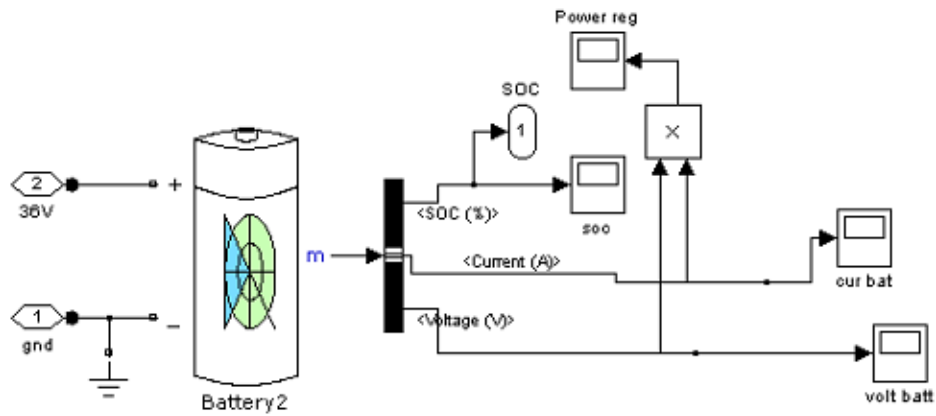 Power reg
SOC
1
×
2
36V
+
<SOC (%)>
soc
m
<Current (A)>
cur bat
1
gnd
−
<Voltage (V)>
Battery2
volt batt